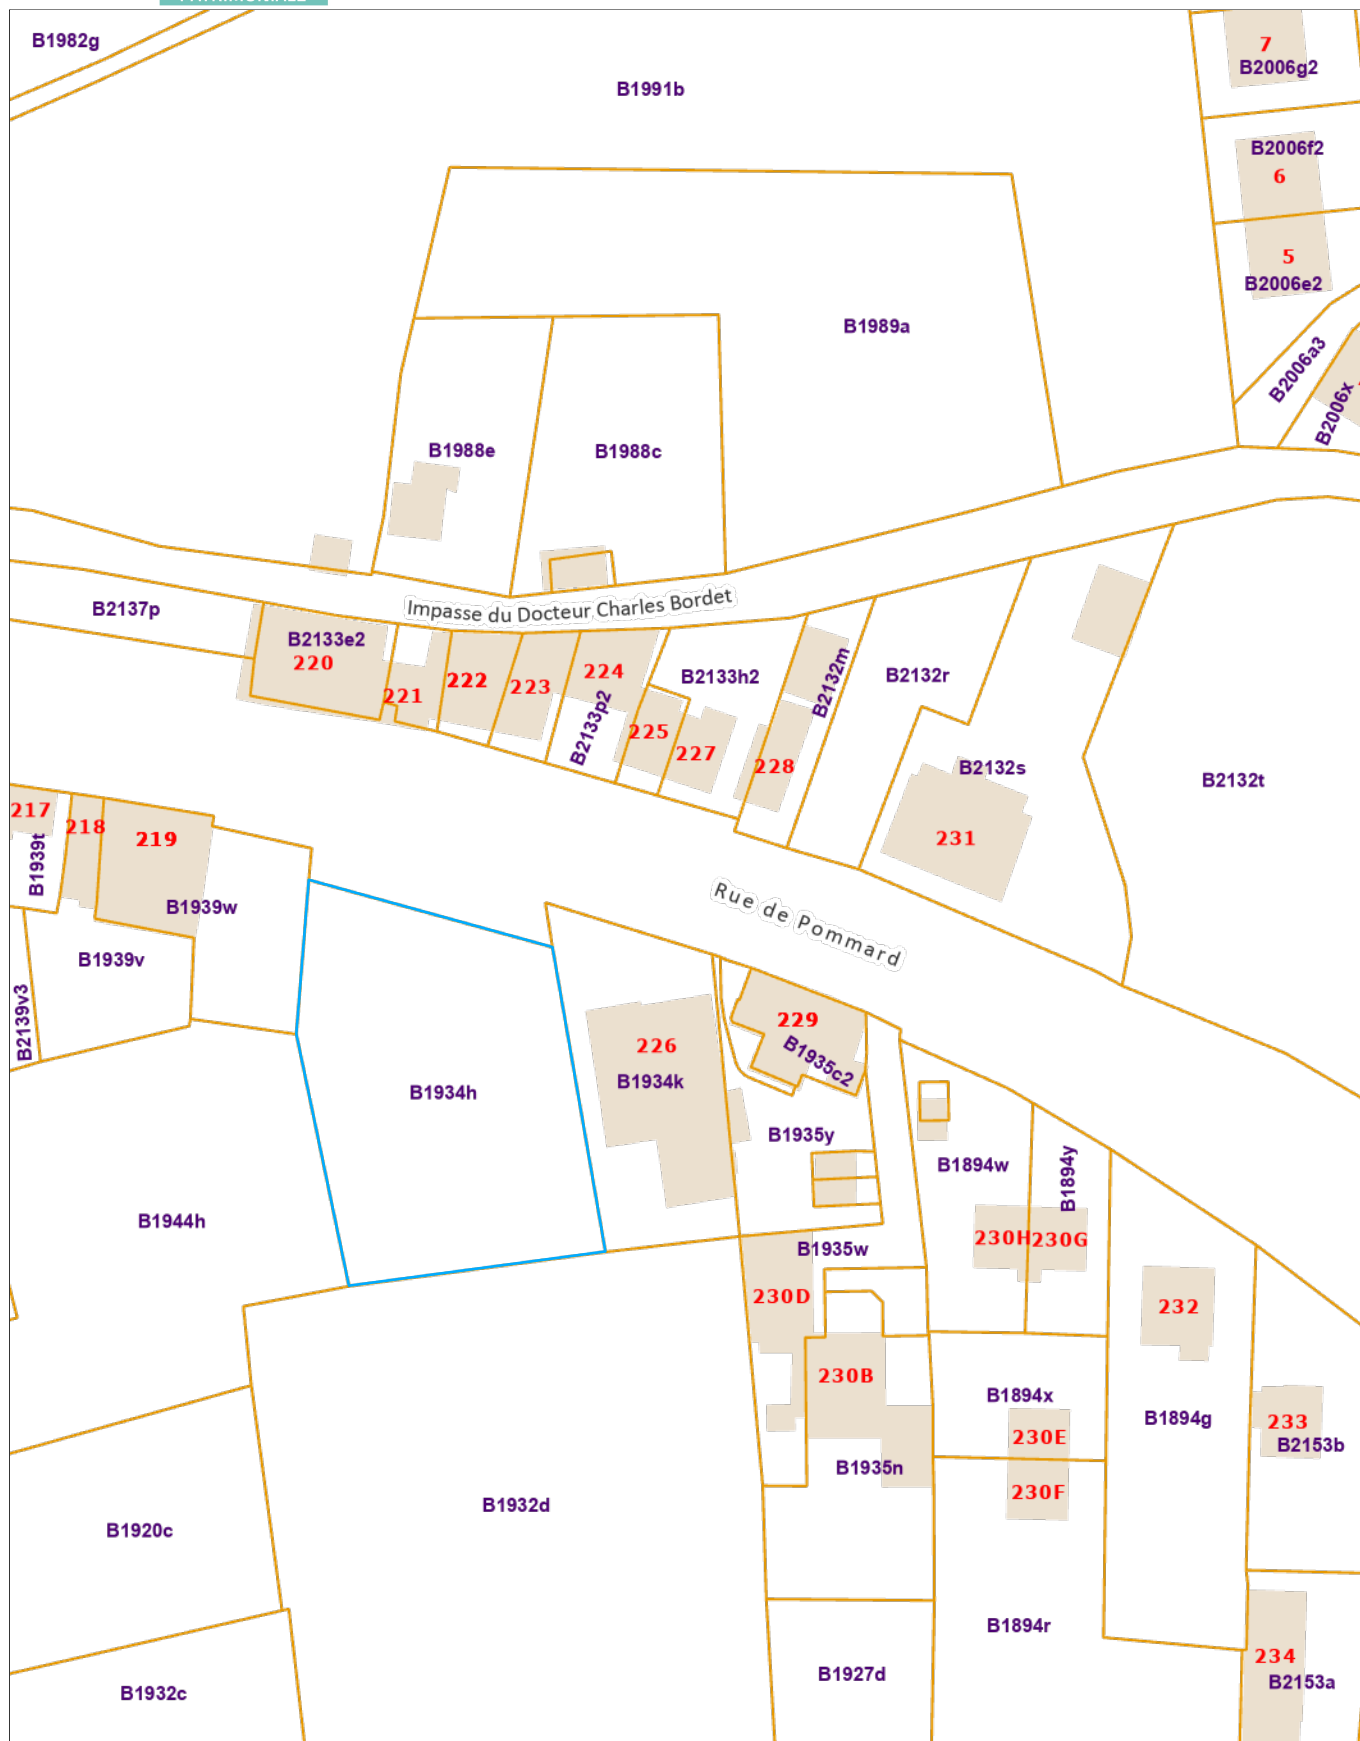 B1982g
7
B2006g2
B1991b
B2006f2
6
5
B2006e2
B1989a
B2006a3
B2006x
B1988e
B1988c
Impasse du Docteur Charles Bordet
B2137p
B2133e2
220
221
222
223
224
B2133p2
B2133h2
225
227
B2132m
228
B2132r
B2132s
231
B2132t
217
218
219
B1939t
B1939w
B1939v
B2139v3
Rue de Pommard
226
B1934k
229
B1935c2
B1934h
B1935y
B1894w
B1894y
B1944h
230H
230G
B1935w
230D
232
230B
B1894x
B1894g
230E
233
B2153b
B1935n
230F
B1932d
B1920c
B1894r
234
B2153a
B1927d
B1932c